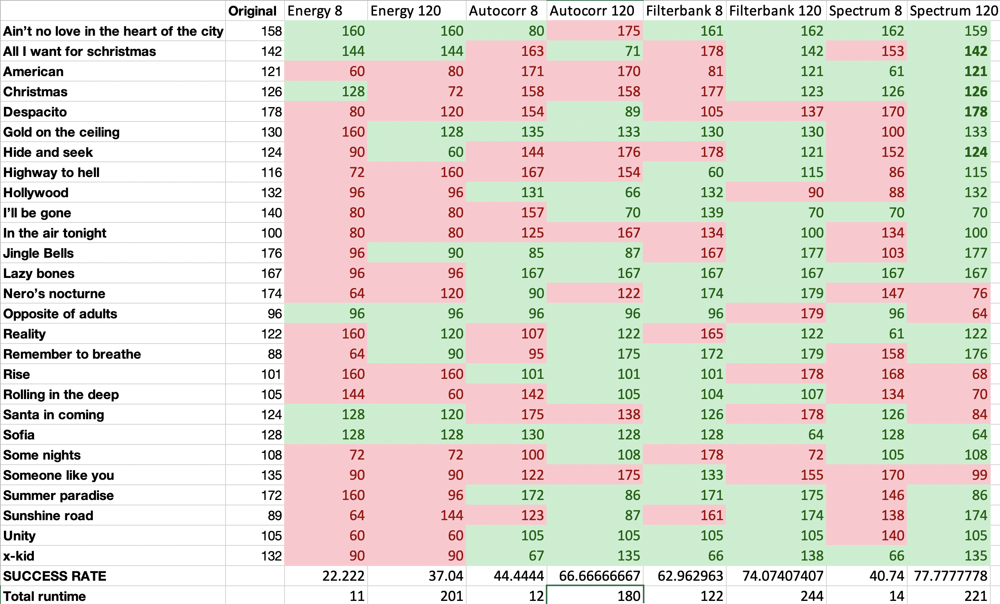 Original Energy 8 Energy 120 Autocorr 8 Autocorr 120 Filterbank 8 Filterbank 120 Spectrum 8 Spectrum 120
Ain’t no love in the heart of the city 158 160 160 80 175 161 162 162 159
All I want for schristmas 142 144 144 163 71 178 142 153 142
American 121 60 80 171 170 81 121 61 121
Christmas 126 128 72 158 158 177 123 126 126
Despacito 178 80 120 154 89 105 137 170 178
Gold on the ceiling 130 160 128 135 133 130 130 100 133
Hide and seek 124 90 60 144 176 178 121 152 124
Highway to hell 116 72 160 167 154 60 115 86 115
Hollywood 132 96 96 131 66 132 90 88 132
I’ll be gone 140 80 80 157 70 139 70 70 70
In the air tonight 100 80 80 125 167 134 100 134 100
Jingle Bells 176 96 90 85 87 167 177 103 177
Lazy bones 167 96 96 167 167 167 167 167 167
Nero’s nocturne 174 64 120 90 122 174 179 147 76
Opposite of adults 96 96 96 96 96 96 179 96 64
Reality 122 160 120 107 122 165 122 61 122
Remember to breathe 88 64 90 95 175 172 179 158 176
Rise 101 160 160 101 101 101 178 168 68
Rolling in the deep 105 144 60 142 105 104 107 134 70
Santa in coming 124 128 120 175 138 126 178 126 84
Sofia 128 128 128 130 128 128 64 128 64
Some nights 108 72 72 100 108 178 72 105 108
Someone like you 135 90 90 122 175 133 155 170 99
Summer paradise 172 160 96 172 86 171 175 146 86
Sunshine road 89 64 144 123 87 161 174 138 174
Unity 105 60 60 105 105 105 105 140 105
x-kid 132 90 90 67 135 66 138 66 135
SUCCESS RATE 22.222 37.04 44.4444 66.66666667 62.962963 74.07407407 40.74 77.7777778
Total runtime 11 201 12 180 122 244 14 221